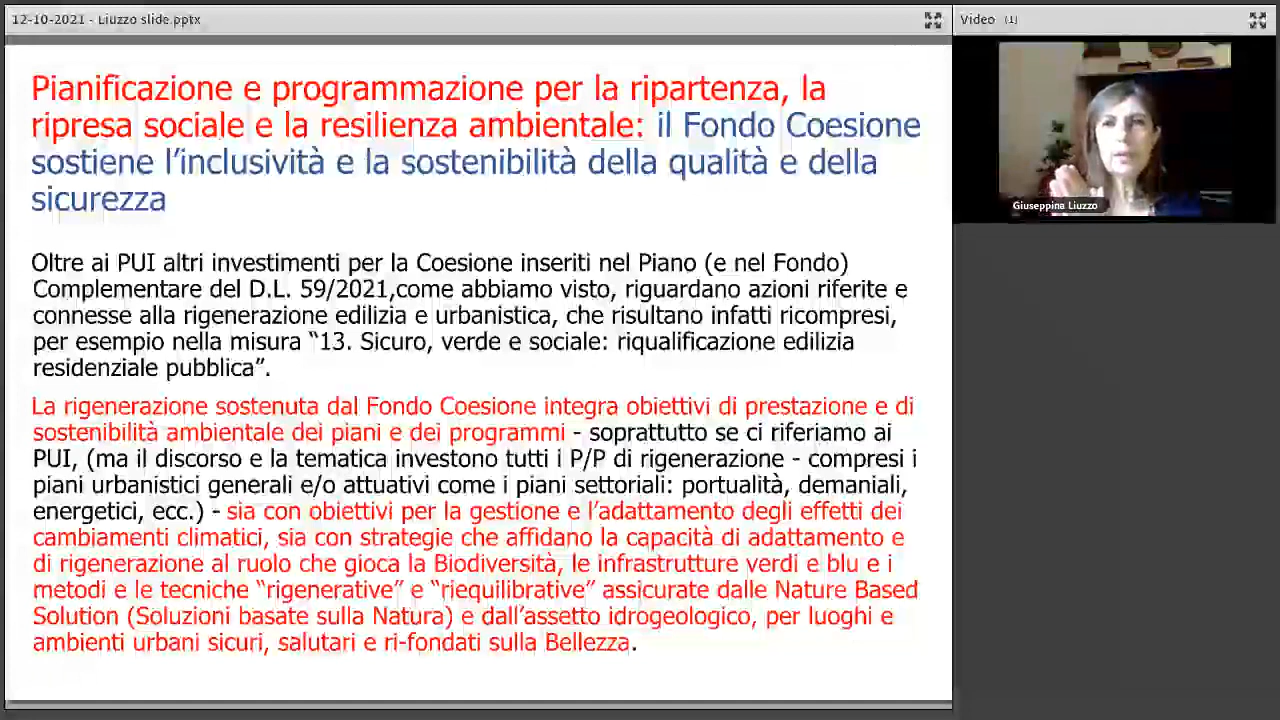 12-10-2021 - Liuzzo slide.pptx
Video (1)
Pianificazione e programmazione per la ripartenza, la
ripresa sociale e la resilienza ambientale: il Fondo Coesione
sostiene l'inclusività e la sostenibilità della qualità e della
sicurezza
Giuseppina Liuzzo
Oltre ai PUI altri investimenti per la Coesione inseriti nel Piano (e nel Fondo)
Complementare del D.L. 59/2021,come abbiamo visto, riguardano azioni riferite e
connesse alla rigenerazione edilizia e urbanistica, che risultano infatti ricompresi,
per esempio nella misura “13. Sicuro, verde e sociale: riqualificazione edilizia
residenziale pubblica”.
La rigenerazione sostenuta dal Fondo Coesione integra obiettivi di prestazione e di
sostenibilità ambientale dei piani e dei programmi - soprattutto se ci riferiamo ai
PUI, (ma il discorso e la tematica investono tutti i P/P di rigenerazione - compresi i
piani urbanistici generali e/o attuativi come i piani settoriali: portualità, demaniali,
energetici, ecc.) - sia con obiettivi per la gestione e l'adattamento degli effetti dei
cambiamenti climatici, sia con strategie che affidano la capacità di adattamento e
di rigenerazione al ruolo che gioca la Biodiversità, le infrastrutture verdi e blu e i
metodi e le tecniche “rigenerative” e “riequilibrative” assicurate dalle Nature Based
Solution (Soluzioni basate sulla Natura) e dall'assetto idrogeologico, per luoghi e
ambienti urbani sicuri, salutari e ri-fondati sulla Bellezza.